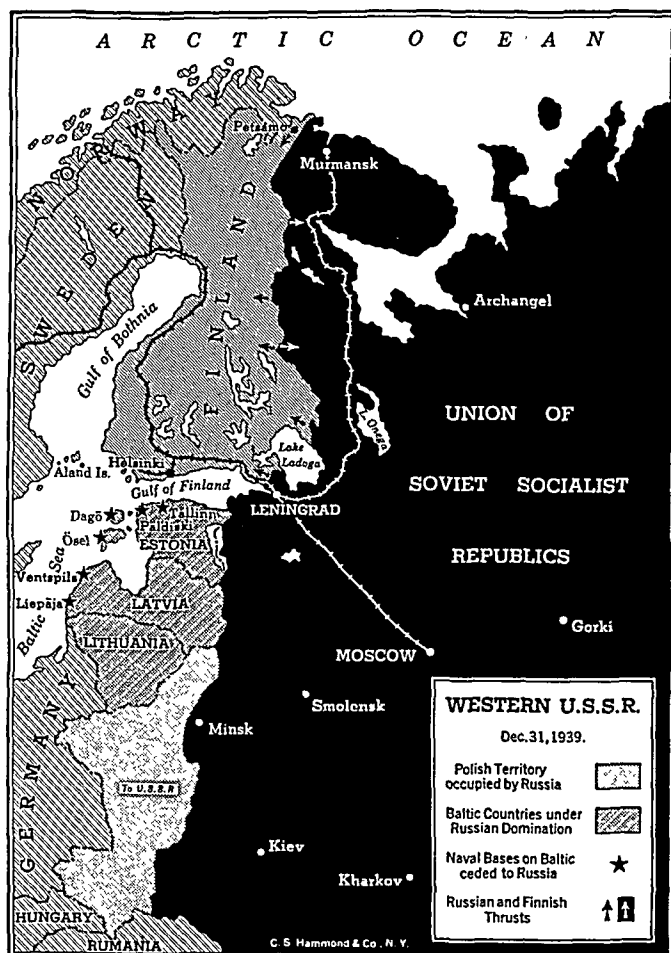 ARCTIC OCEAN
NORWAY
Petsamo
Murmansk
SWEDEN
FINLAND
Archangel
Gulf of Bothnia
L. Onega
UNION OF
SOVIET SOCIALIST
REPUBLICS
Lake
Ladoga
Helsinki
Åland Is.
Gulf of Finland
LENINGRAD
Dagö
Tallinn
Paldiski
Ösel
ESTONIA
Baltic Sea
Ventspils
Liepāja
LATVIA
LITHUANIA
Gorki
MOSCOW
Smolensk
Minsk
GERMANY
To U.S.S.R
Kiev
Kharkov
HUNGARY
RUMANIA
WESTERN U.S.S.R.
Dec. 31, 1939.
Polish Territory
occupied by Russia
Baltic Countries under
Russian Domination
Naval Bases on Baltic
ceded to Russia
Russian and Finnish
Thrusts
C. S. Hammond & Co., N. Y.